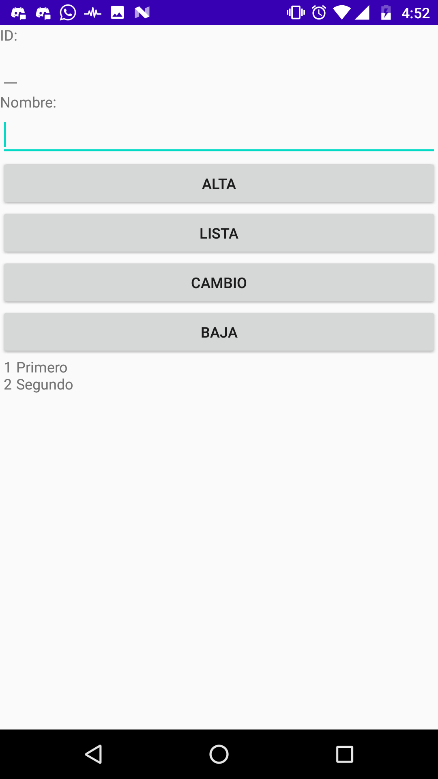 4:52
ID:
Nombre:
ALTA
LISTA
CAMBIO
BAJA
1 Primero
2 Segundo